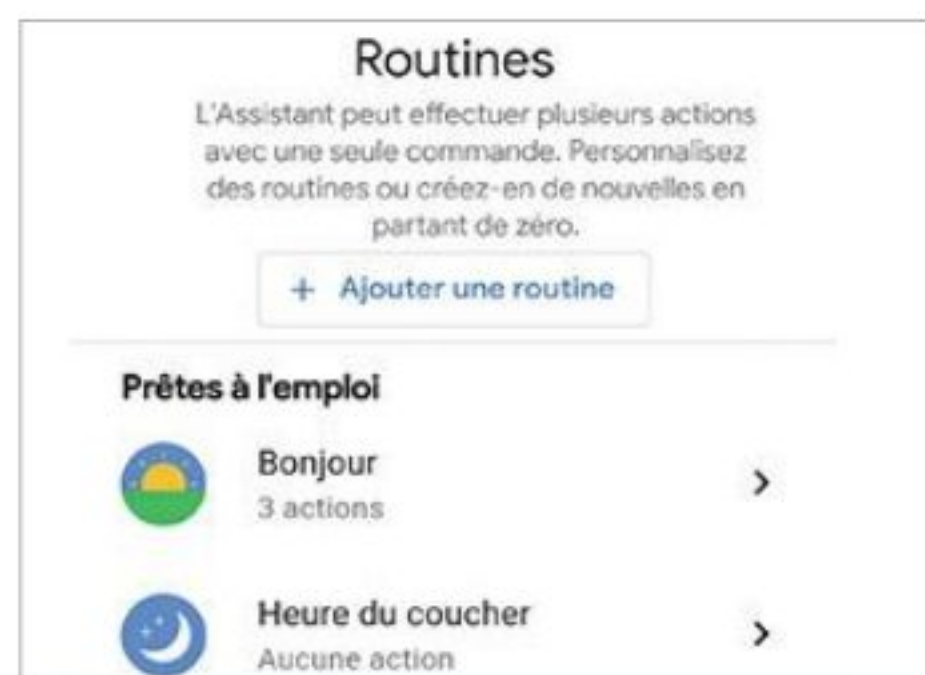 Routines
L'Assistant peut effectuer plusieurs actions
avec une seule commande. Personnalisez
des routines ou créez-en de nouvelles en
partant de zéro.
+ Ajouter une routine
Prêtes à l'emploi
Bonjour
3 actions
Heure du coucher
Aucune action